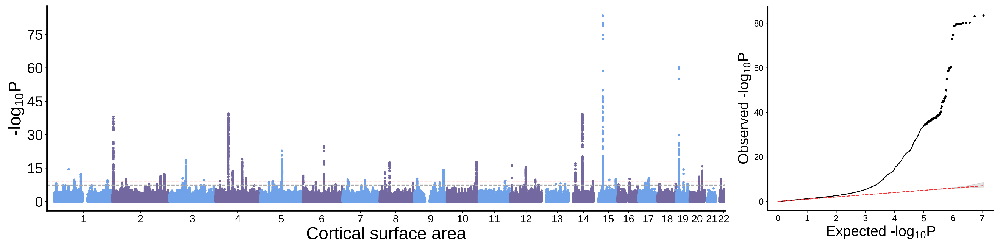 75
60
45
30
15
0
-log10P
1 2 3 4 5 6 7 8 9 10 11 12 13 14 15 16 17 18 19 20 21 22
Cortical surface area
80
60
40
20
0
Observed -log10P
0 1 2 3 4 5 6 7
Expected -log10P